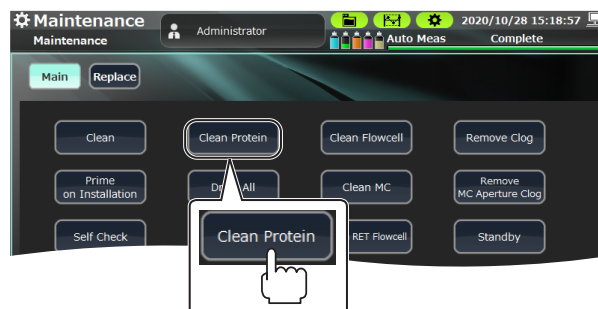 Maintenance
Administrator
2020/10/28 15:18:57
Maintenance
Auto Meas
Complete
Main
Replace
Clean
Clean Protein
Clean Flowcell
Remove Clog
Prime
on Installation
All
Clean MC
Remove
MC Aperture Clog
Self Check
Clean Protein
RET Flowcell
Standby